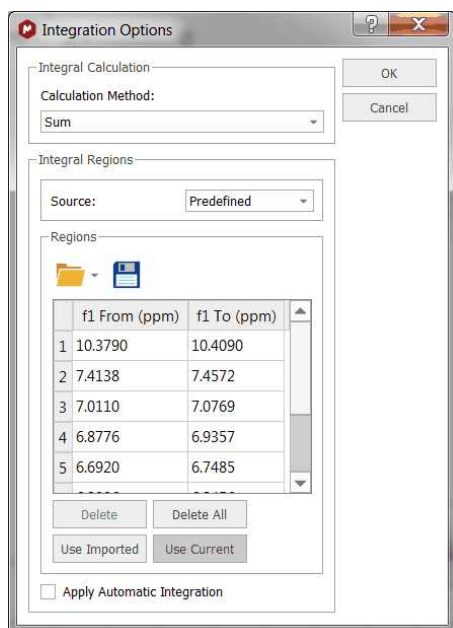 Integration Options
Integral Calculation
OK
Calculation Method:
Cancel
Sum
Integral Regions
Source: Predefined
Regions
f1 From (ppm) f1 To (ppm)
1 10.3790 10.4090
2 7.4138 7.4572
3 7.0110 7.0769
4 6.8776 6.9357
5 6.6920 6.7485
Delete Delete All
Use Imported Use Current
Apply Automatic Integration